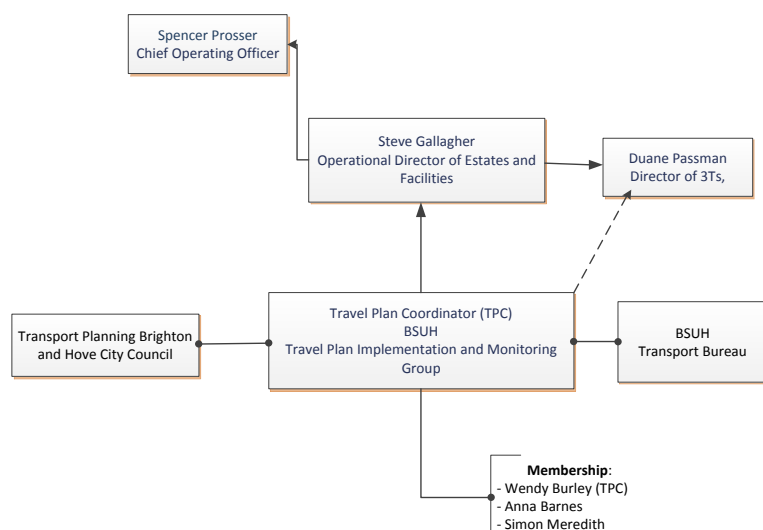 Spencer Prosser
Chief Operating Officer
Steve Gallagher
Operational Director of Estates and
Facilities
Duane Passman
Director of 3Ts,
Travel Plan Coordinator (TPC)
BSUH
Travel Plan Implementation and Monitoring
Group
Transport Planning Brighton
and Hove City Council
BSUH
Transport Bureau
Membership:
- Wendy Burley (TPC)
- Anna Barnes
- Simon Meredith